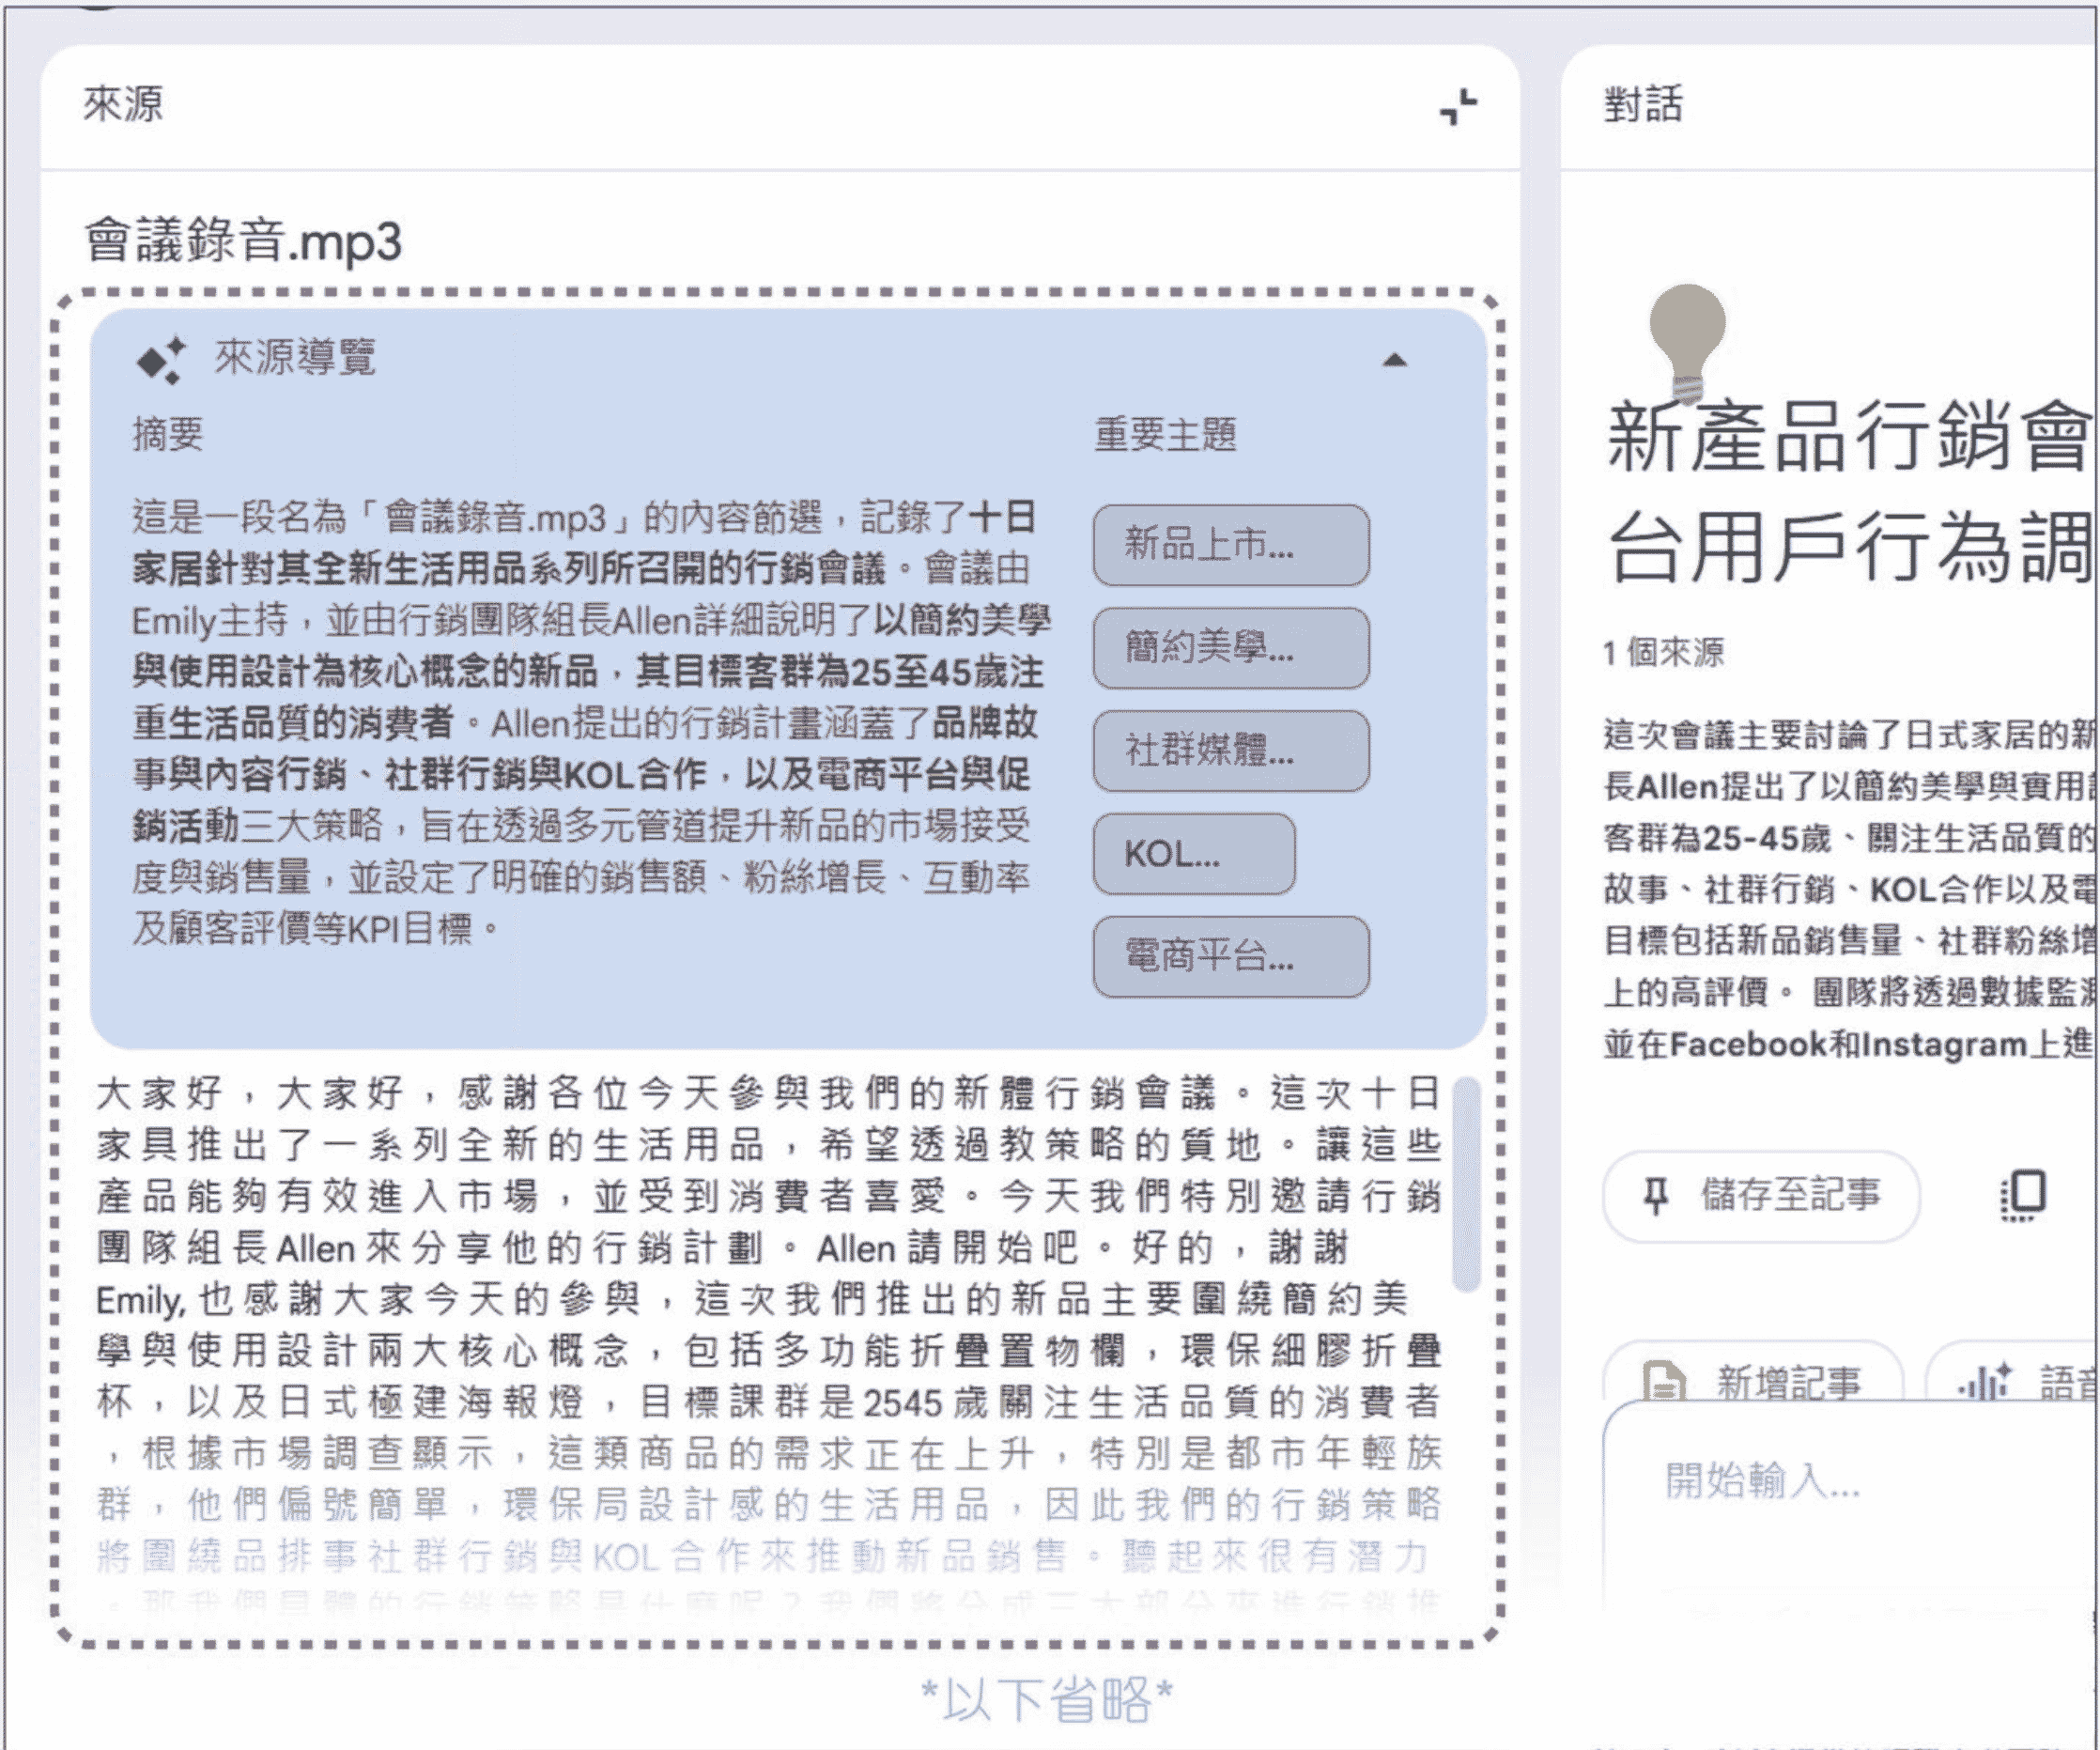 來源
會議錄音.mp3
來源導覽
摘要
這是一段名為「會議錄音.mp3」的內容節選，記錄了十日
家居針對其全新生活用品系列所召開的行銷會議。會議由
Emily主持，並由行銷團隊組長Allen詳細說明了以簡約美學
與使用設計為核心概念的新品，其目標客群為25至45歲注
重生活品質的消費者。Allen提出的行銷計畫涵蓋了品牌故
事與內容行銷、社群行銷與KOL合作，以及電商平台與促
銷活動三大策略，旨在透過多元管道提升新品的市場接受
度與銷售量，並設定了明確的銷售額、粉絲增長、互動率
及顧客評價等KPI目標。
重要主題
新品上市...
簡約美學...
社群媒體...
KOL...
電商平台...
大家好，大家好，感謝各位今天參與我們的新體行銷會議。這次十日
家具推出了一系列全新的生活用品，希望透過教策略的質地。讓這些
產品能夠有效進入市場，並受到消費者喜愛。今天我們特別邀請行銷
團隊組長Allen來分享他的行銷計劃。Allen請開始吧。好的，謝謝
Emily,也感謝大家今天的參與，這次我們推出的新品主要圍繞簡約美
學與使用設計兩大核心概念，包括多功能折疊置物欄，環保細膠折疊
杯，以及日式極建海報燈，目標課群是2545歲關注生活品質的消費者
，根據市場調查顯示，這類商品的需求正在上升，特別是都市年輕族
群，他們偏號簡單，環保局設計感的生活用品，因此我們的行銷策略
將圍繞品排事社群行銷與KOL合作來推動新品銷售。聽起來很有潛力
。那我們具體的行銷策略是什麼呢？我們將分成三大部分來進行銷推
*以下省略*
對話
新產品行銷會
台用戶行為調
1 個來源
這次會議主要討論了日式家居的新
長Allen提出了以簡約美學與實用
客群為25-45歲、關注生活品質的
故事、社群行銷、KOL合作以及電
目標包括新品銷售量、社群粉絲增
上的高評價。 團隊將透過數據監測
並在Facebook和Instagram上進
儲存至記事
新增記事
語音
開始輸入...